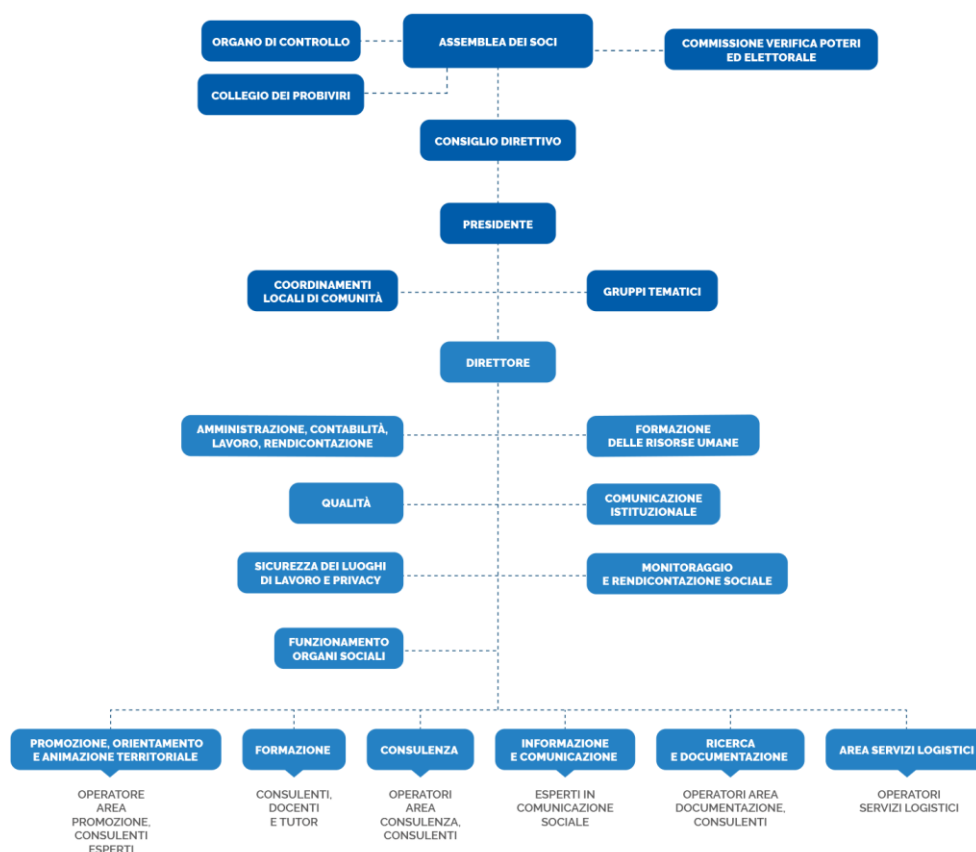 ORGANO DI CONTROLLO
ASSEMBLEA DEI SOCI
COMMISSIONE VERIFICA POTERI
ED ELETTORALE
COLLEGIO DEI PROBIVIRI
CONSIGLIO DIRETTIVO
PRESIDENTE
COORDINAMENTI
LOCALI DI COMUNITÀ
GRUPPI TEMATICI
DIRETTORE
AMMINISTRAZIONE, CONTABILITÀ,
LAVORO, RENDICONTAZIONE
FORMAZIONE
DELLE RISORSE UMANE
QUALITÀ
COMUNICAZIONE
ISTITUZIONALE
SICUREZZA DEI LUOGHI
DI LAVORO E PRIVACY
MONITORAGGIO
E RENDICONTAZIONE SOCIALE
FUNZIONAMENTO
ORGANI SOCIALI
PROMOZIONE, ORIENTAMENTO
E ANIMAZIONE TERRITORIALE
OPERATORE
AREA
PROMOZIONE,
CONSULENTI
ESPERTI
FORMAZIONE
CONSULENTI,
DOCENTI
E TUTOR
CONSULENZA
OPERATORI
AREA
CONSULENZA,
CONSULENTI
INFORMAZIONE
E COMUNICAZIONE
ESPERTI IN
COMUNICAZIONE
SOCIALE
RICERCA
E DOCUMENTAZIONE
OPERATORI AREA
DOCUMENTAZIONE,
CONSULENTI
AREA SERVIZI LOGISTICI
OPERATORI
SERVIZI LOGISTICI